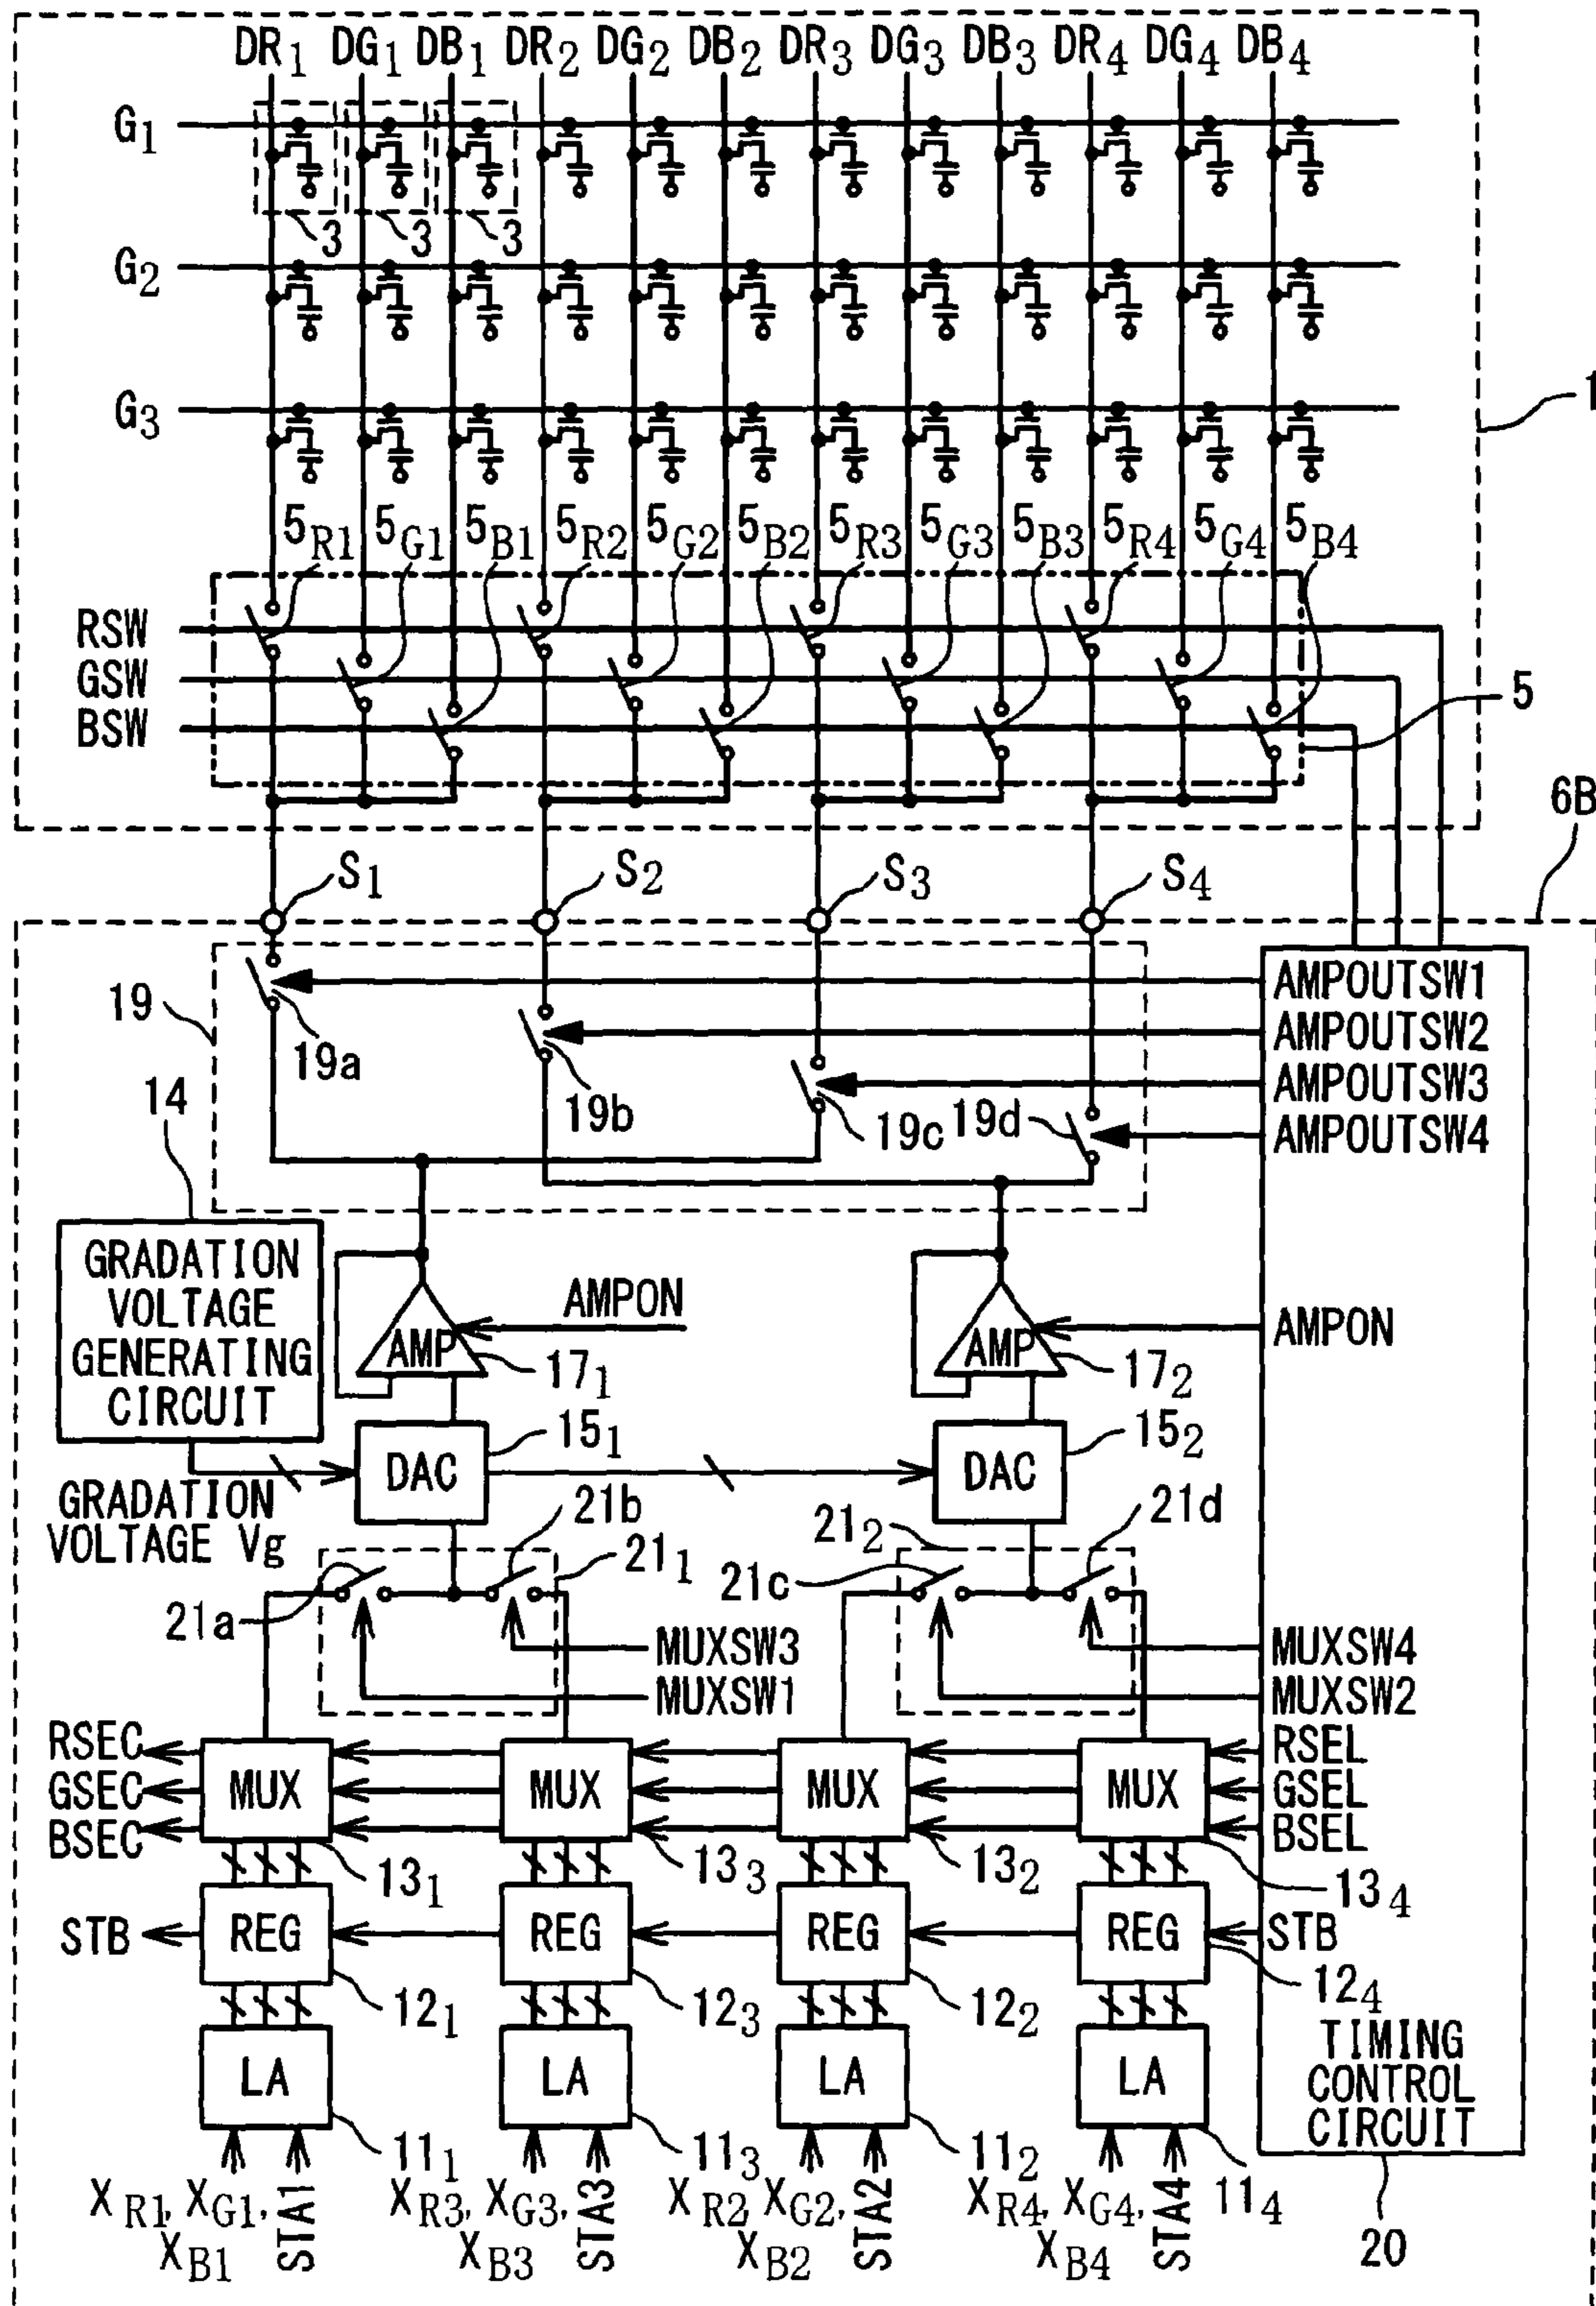 DR1 DG1 DB1 DR2 DG2 DB2 DR3 DG3 DB3 DR4 DG4 DB4
G1
3 3 3
G2
G3
1
5R1 5G1 5B1 5R2 5G2 5B2 5R3 5G3 5B3 5R4 5G4 5B4
RSW
GSW
BSW
5
6B
S1 S2 S3 S4
19
19a
19b
19c 19d
AMPOUTSW1
AMPOUTSW2
AMPOUTSW3
AMPOUTSW4
14
GRADATION
VOLTAGE
GENERATING
CIRCUIT
AMPON
AMPON
AMP
171
AMP
172
DAC
151
DAC
152
GRADATION
VOLTAGE Vg
21b
211
21a
212
21d
21c
MUXSW3
MUXSW1
MUXSW4
MUXSW2
RSEC
GSEC
BSEC
MUX MUX MUX MUX
RSEL
GSEL
BSEL
131 133 132 134
STB
REG REG REG REG
STB
121 123 122 124
LA LA LA LA
TIMING
CONTROL
CIRCUIT
111 113 112 114
XR1, XG1,
XB1
STA1
XR3, XG3,
XB3
STA3
XR2, XG2,
XB2
STA2
XR4, XG4,
XB4
STA4
20